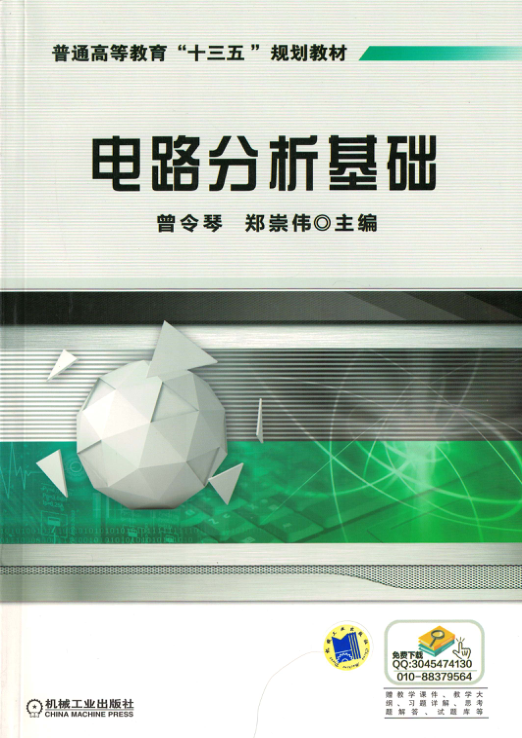 普通高等教育“十三五”规划教材
电路分析基础
曾令琴 郑崇伟◎主编
免费下载
QQ:3045474130
010-88379564
赠教学课件、教学大
纲、习题详解、思考
题解答、试题库等
机械工业出版社
CHINA MACHINE PRESS